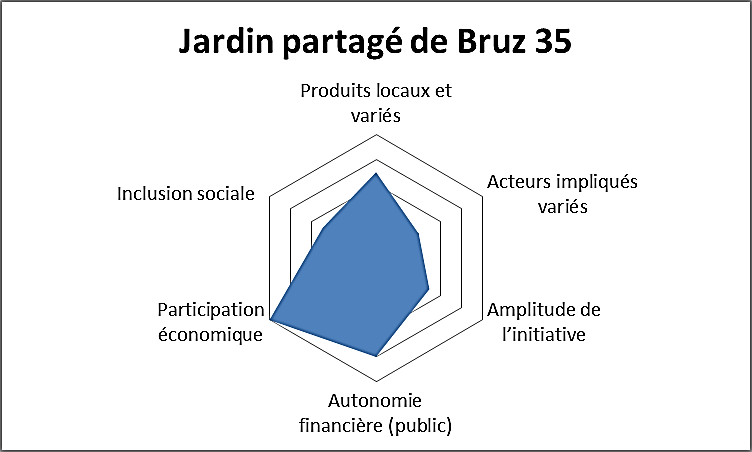 Jardin partagé de Bruz 35
Produits locaux et
variés
Acteurs impliqués
variés
Amplitude de
l’initiative
Autonomie
financière (public)
Participation
économique
Inclusion sociale